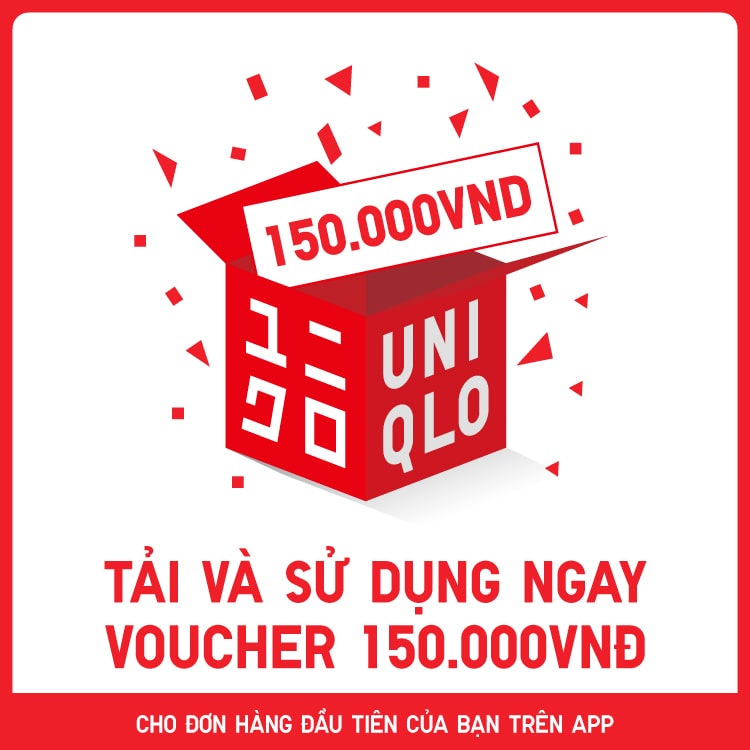 150.000VND
ユニ
クロ
UNI
QLO
TẢI VÀ SỬ DỤNG NGAY
VOUCHER 150.000VNĐ
CHO ĐƠN HÀNG ĐẦU TIÊN CỦA BẠN TRÊN APP